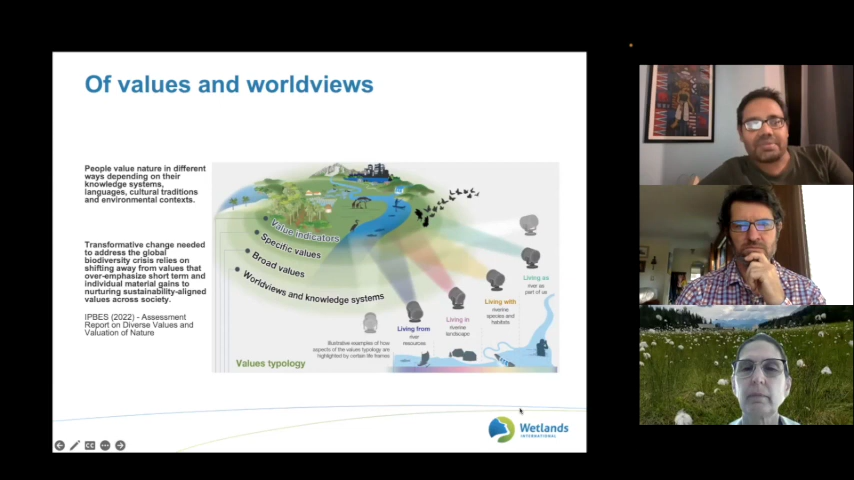 Of values and worldviews
People value nature in different
ways depending on their
knowledge systems,
languages, cultural traditions
and environmental contexts.
Transformative change needed
to address the global
biodiversity crisis relies on
shifting away from values that
over-emphasize short term and
individual material gains to
nurturing sustainability-aligned
values across society.
IPBES (2022) - Assessment
Report on Diverse Values and
Valuation of Nature
Value indicators
Specific values
Broad values
Worldviews and knowledge systems
Living from
river
resources
Living in
riverine
landscape
Living with
riverine
species and
habitats
Living as
river as
part of us
Illustrative examples of how
aspects of the values typology are
highlighted by certain life frames
Values typology
Wetlands
INTERNATIONAL
CC